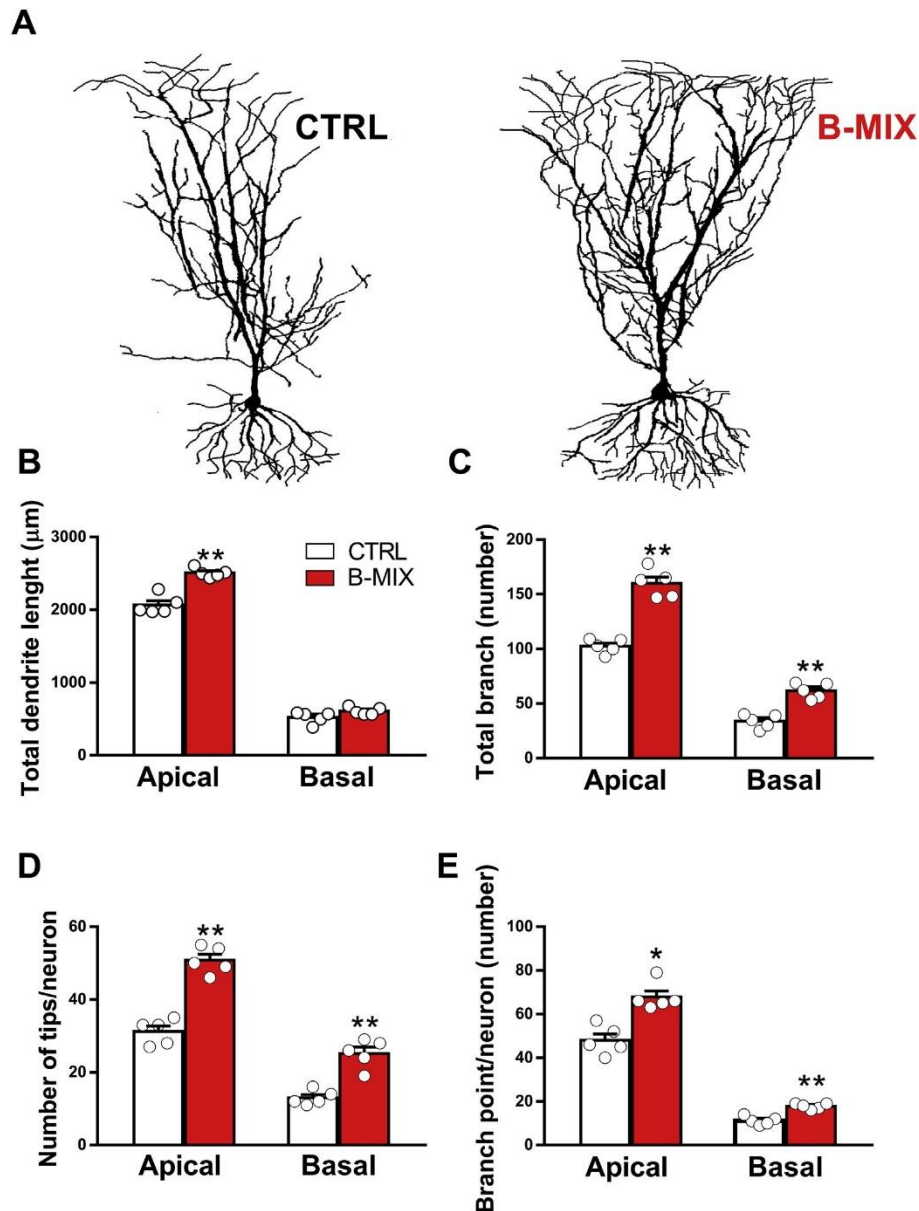 A
CTRL
B-MIX
B
Total dendrite lenght (μm)
3000
2000
1000
0
**
CTRL
B-MIX
Apical
Basal
C
Total branch (number)
200
150
100
50
0
**
**
Apical
Basal
D
Number of tips/neuron
60
40
20
0
**
**
Apical
Basal
E
Branch point/neuron (number)
100
80
60
40
20
0
*
**
Apical
Basal